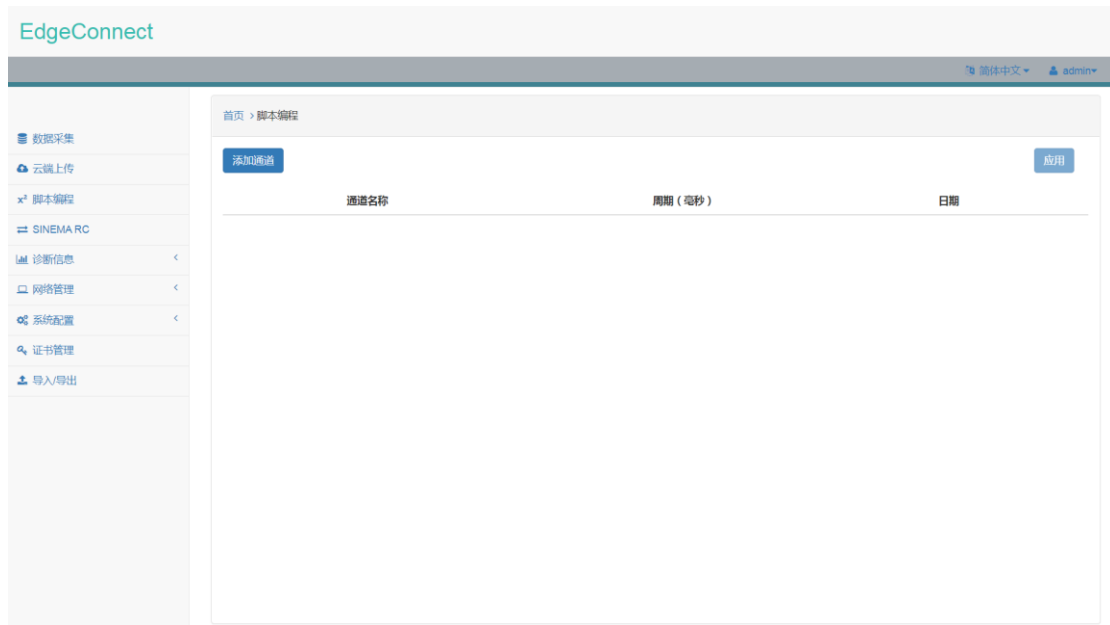 EdgeConnect
简体中文 admin
首页 > 脚本编程
数据采集
云端上传
脚本编程
SINEMA RC
诊断信息
网络管理
系统配置
证书管理
导入/导出
添加通道
应用
通道名称 周期（毫秒） 日期